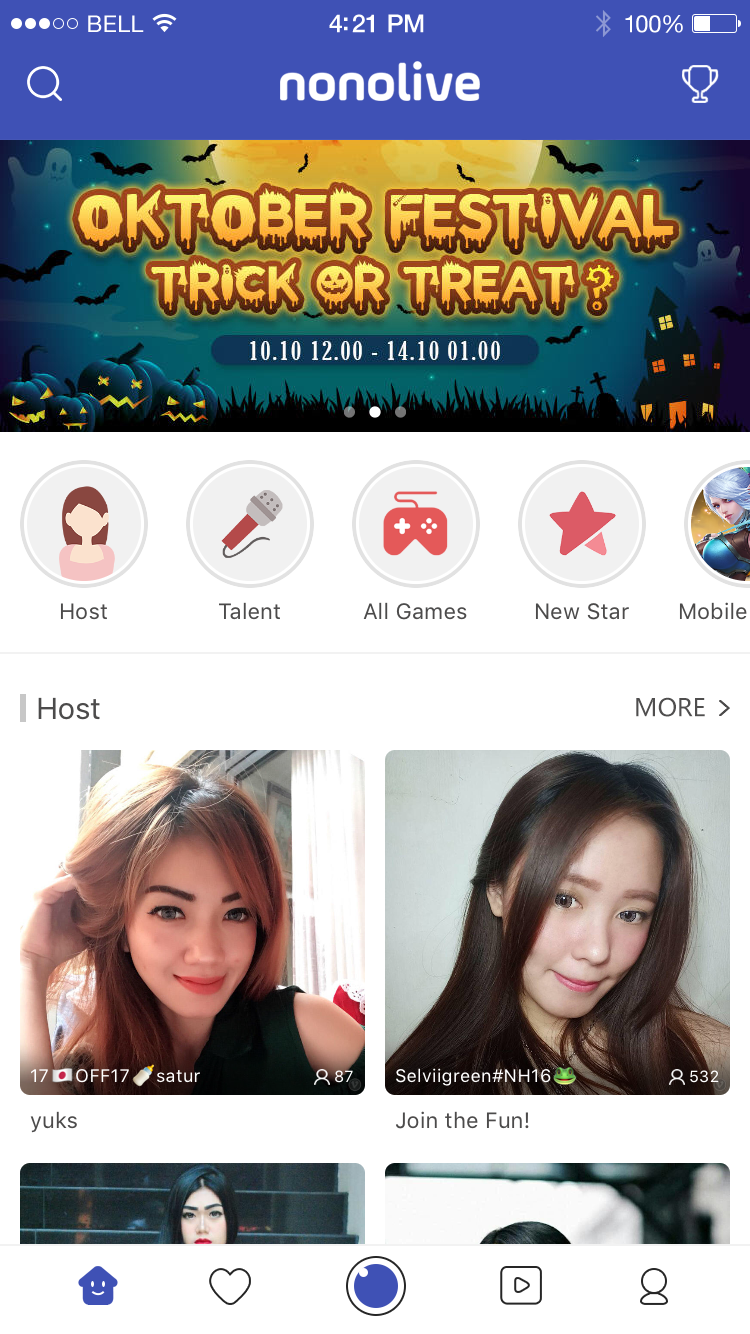 BELL 4:21 PM 100%
nonolive
OKTOBER FESTIVAL
TRICK OR TREAT?
10.10 12.00 - 14.10 01.00
Host Talent All Games New Star Mobile
Host MORE >
17🇯🇵OFF17🍼satur 87
Selviigreen#NH16🐸 532
yuks
Join the Fun!